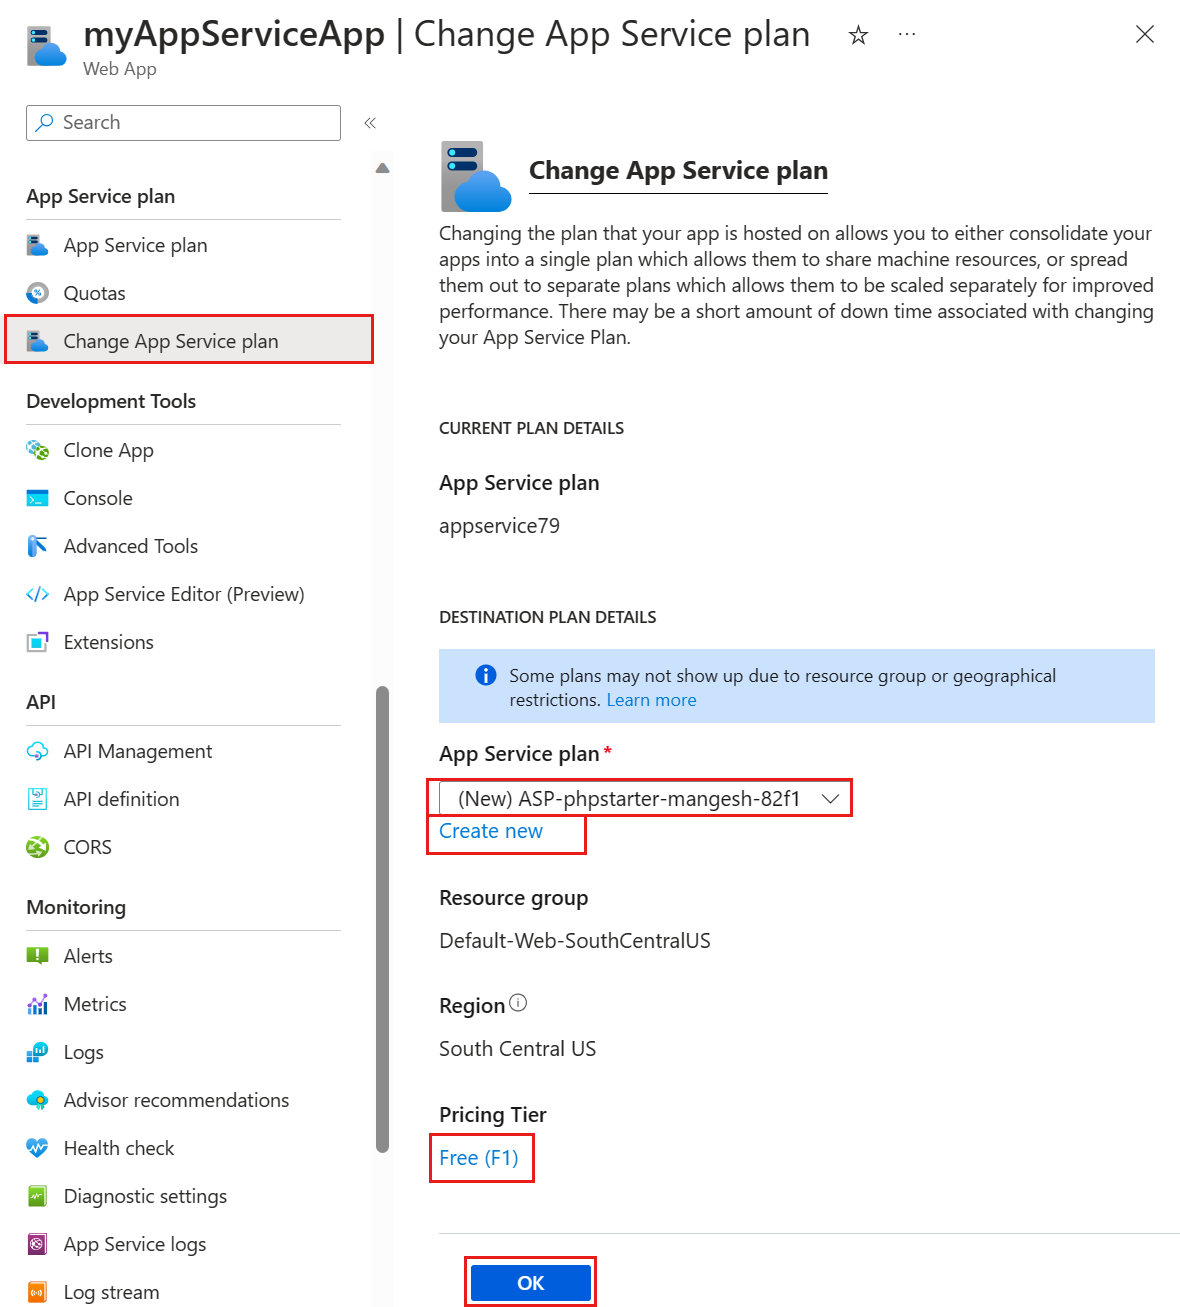 myAppServiceApp | Change App Service plan
Web App
Search
App Service plan
App Service plan
Quotas
Change App Service plan
Development Tools
Clone App
Console
Advanced Tools
App Service Editor (Preview)
Extensions
API
API Management
API definition
CORS
Monitoring
Alerts
Metrics
Logs
Advisor recommendations
Health check
Diagnostic settings
App Service logs
Log stream
Change App Service plan
Changing the plan that your app is hosted on allows you to either consolidate your
apps into a single plan which allows them to share machine resources, or spread
them out to separate plans which allows them to be scaled separately for improved
performance. There may be a short amount of down time associated with changing
your App Service Plan.
CURRENT PLAN DETAILS
App Service plan
appservice79
DESTINATION PLAN DETAILS
Some plans may not show up due to resource group or geographical
restrictions. Learn more
App Service plan*
(New) ASP-phpstarter-mangesh-82f1
Create new
Resource group
Default-Web-SouthCentralUS
Region
South Central US
Pricing Tier
Free (F1)
OK